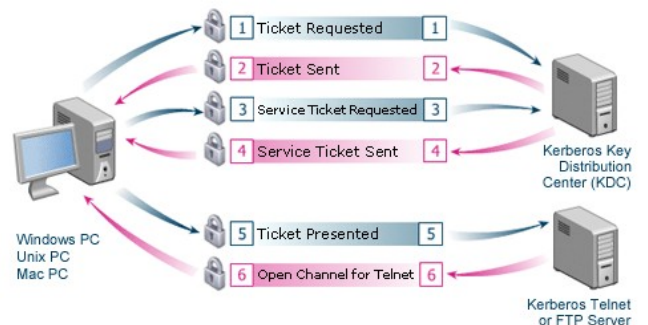 1 Ticket Requested 1
2 Ticket Sent 2
3 Service Ticket Requested 3
4 Service Ticket Sent 4
Kerberos Key
Distribution
Center (KDC)
Windows PC
Unix PC
Mac PC
5 Ticket Presented 5
6 Open Channel for Telnet 6
Kerberos Telnet
or FTP Server